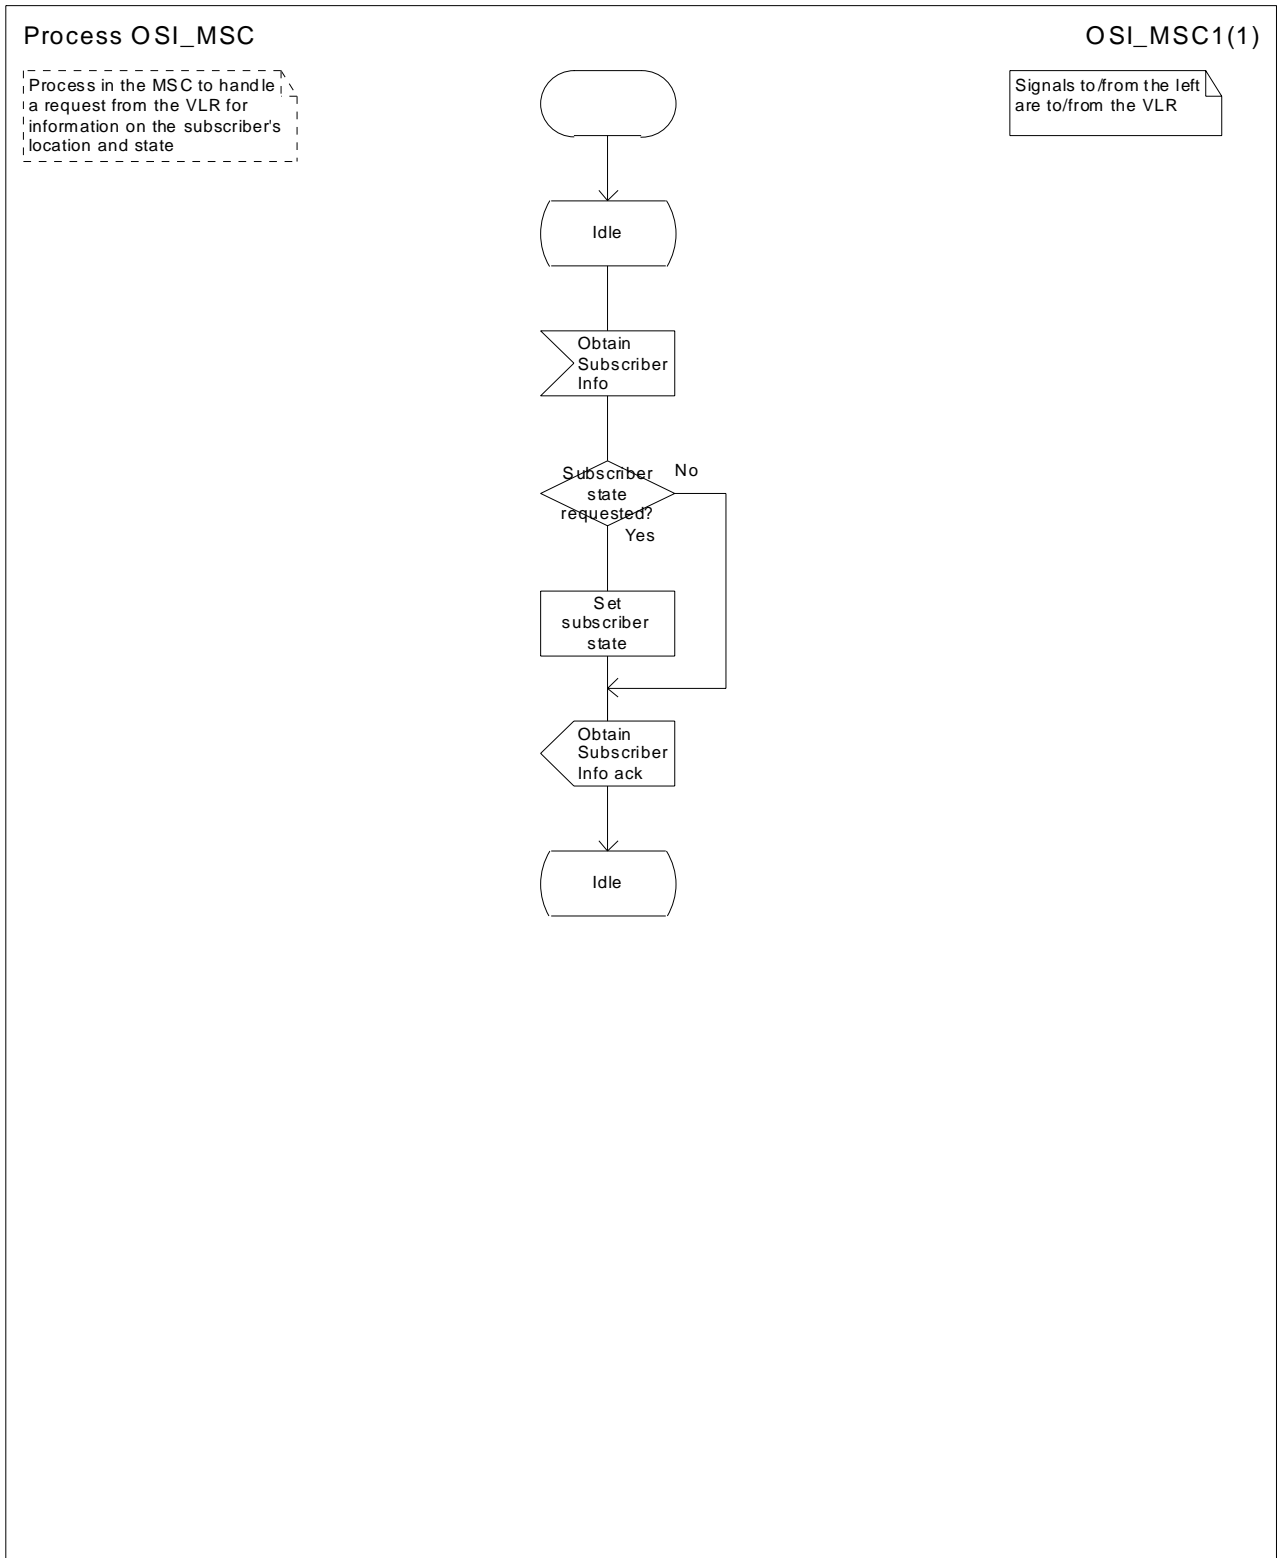 Process OSI_MSC
OSI_MSC1(1)
Process in the MSC to handle
a request from the VLR for
information on the subscriber's
location and state
Signals to/from the left
are to/from the VLR
Idle
Obtain
Subscriber
Info
Subscriber
state
requested?
No
Yes
Set
subscriber
state
Obtain
Subscriber
Info ack
Idle